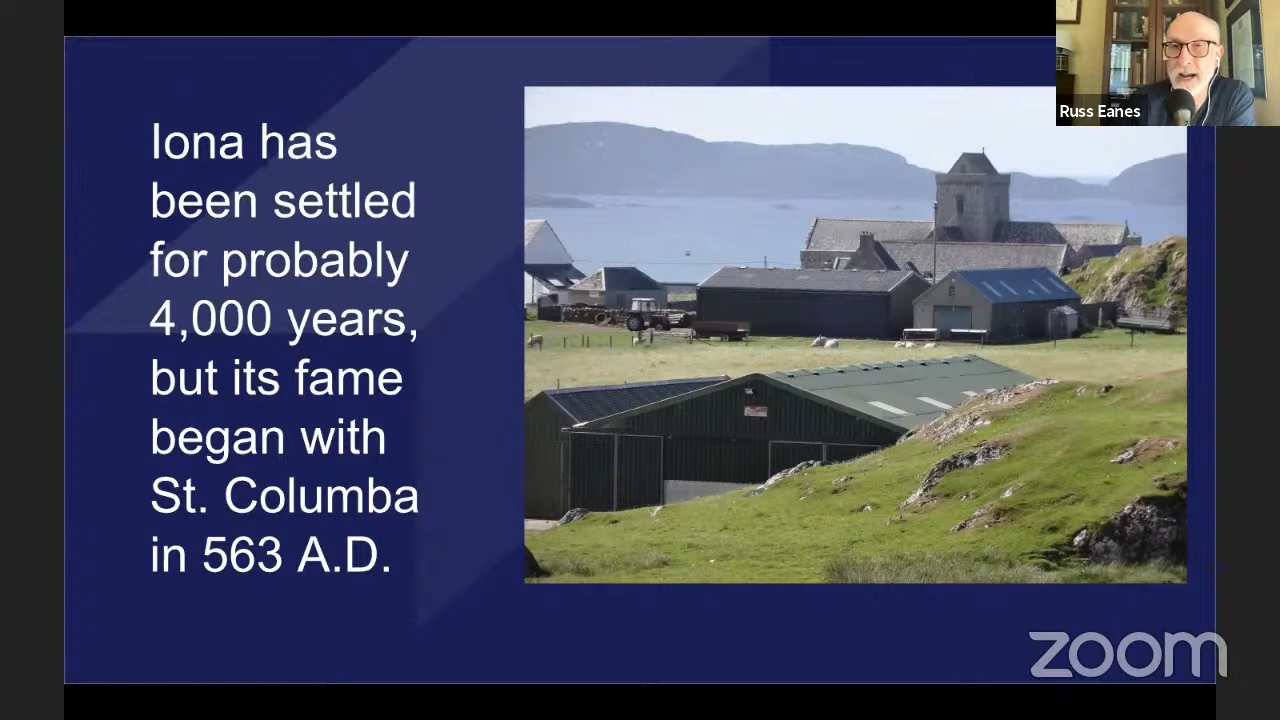 Iona has
been settled
for probably
4,000 years,
but its fame
began with
St. Columba
in 563 A.D.
Russ Eanes
zoom